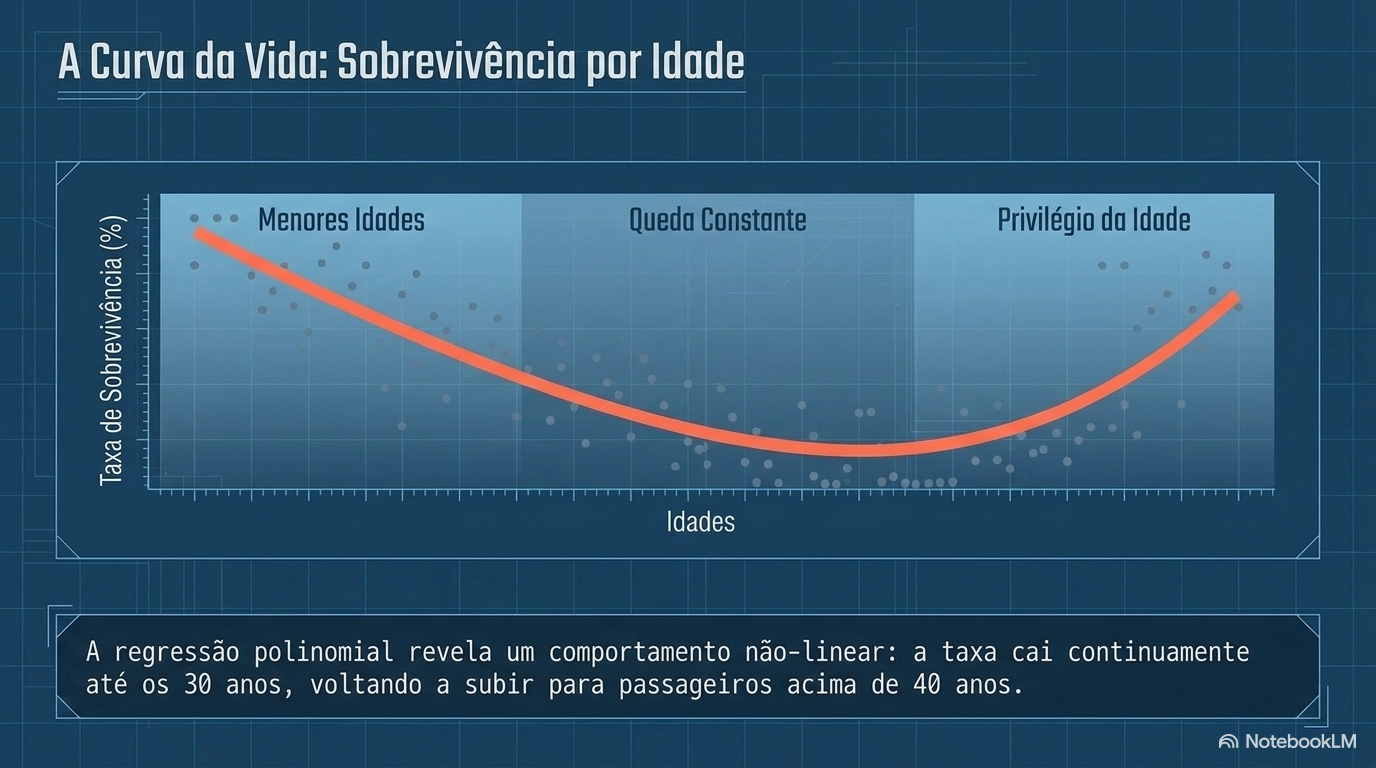 A Curva da Vida: Sobrevivência por Idade
Menores Idades
Queda Constante
Privilégio da Idade
Taxa de Sobrevivência (%)
Idades
A regressão polinomial revela um comportamento não-linear: a taxa cai continuamente
até os 30 anos, voltando a subir para passageiros acima de 40 anos.
NotebookLM